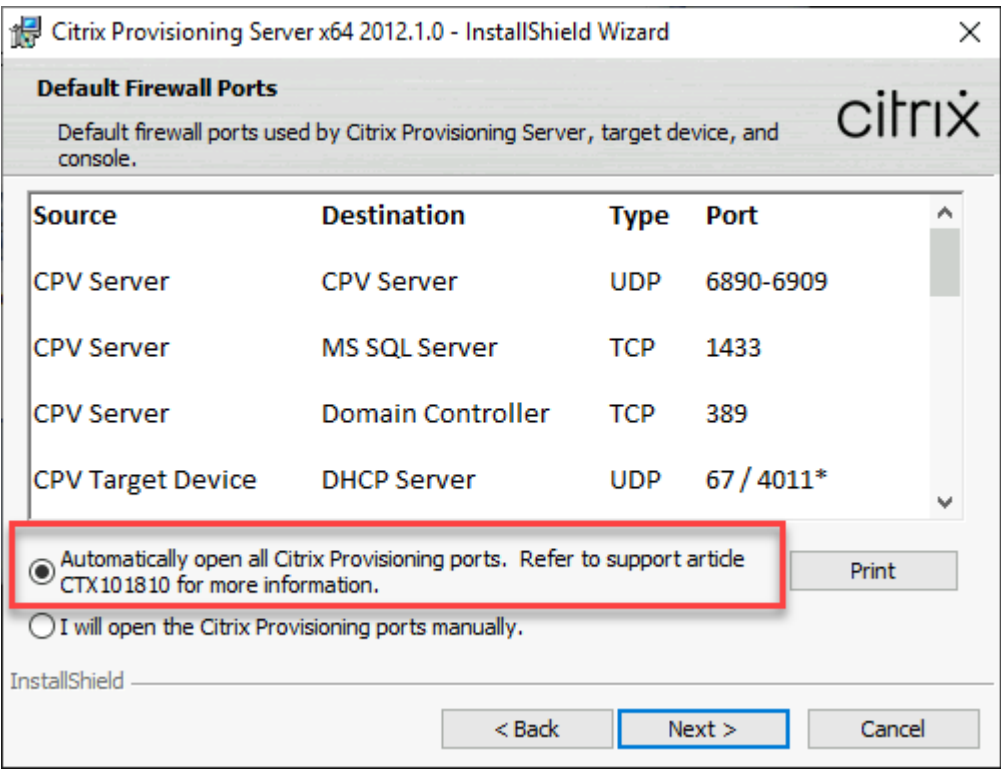 Citrix Provisioning Server x64 2012.1.0 - InstallShield Wizard
Default Firewall Ports
Default firewall ports used by Citrix Provisioning Server, target device, and
console.
citrix
Source Destination Type Port
CPV Server CPV Server UDP 6890-6909
CPV Server MS SQL Server TCP 1433
CPV Server Domain Controller TCP 389
CPV Target Device DHCP Server UDP 67 / 4011*
Automatically open all Citrix Provisioning ports.  Refer to support article
CTX101810 for more information.
Print
I will open the Citrix Provisioning ports manually.
InstallShield
< Back Next > Cancel